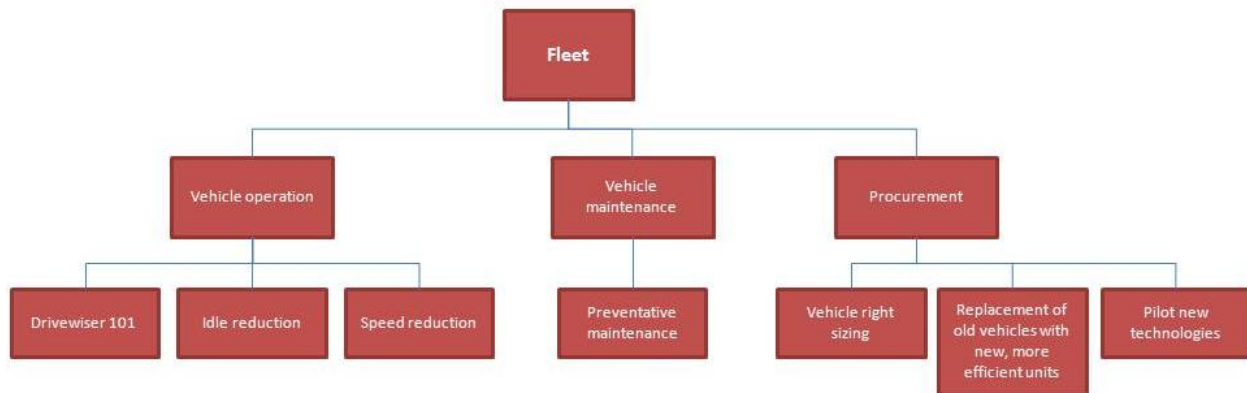 Fleet
Vehicle operation
Vehicle
maintenance
Procurement
Drivewiser 101
Idle reduction
Speed reduction
Preventative
maintenance
Vehicle right
sizing
Replacement of
old vehicles with
new, more
efficient units
Pilot new
technologies